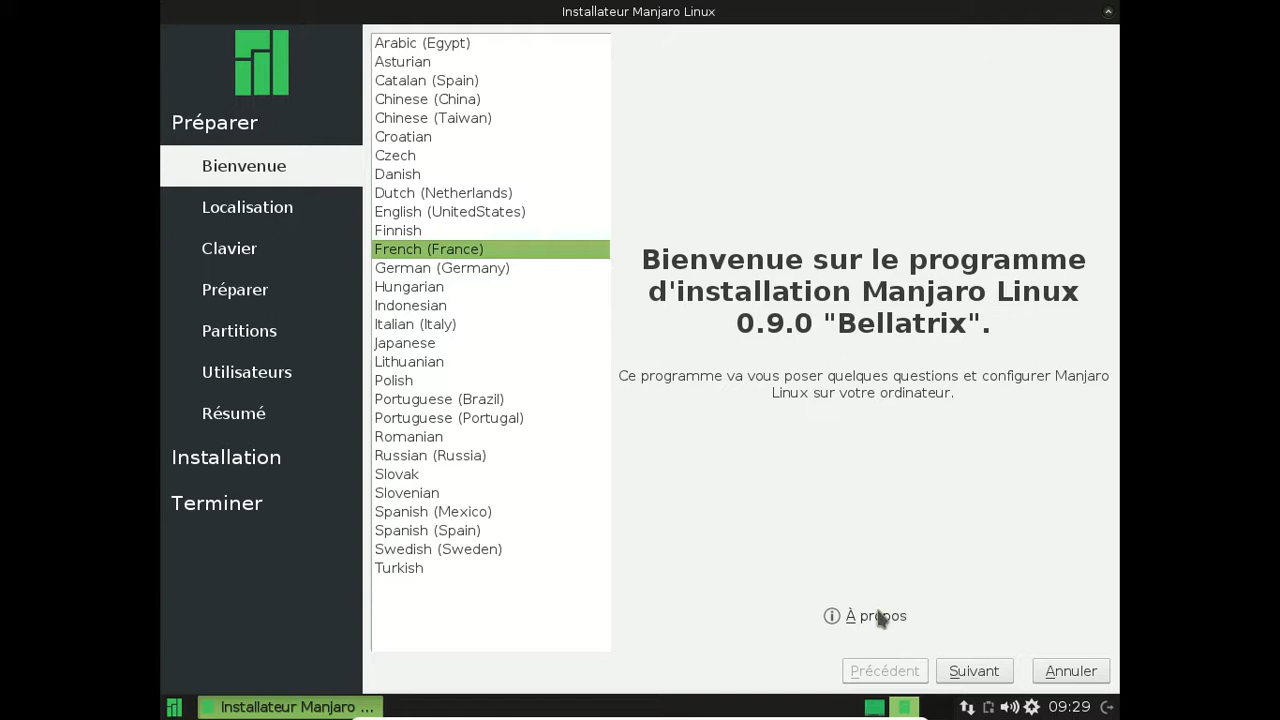 Installateur Manjaro Linux
Préparer
Bienvenue
Localisation
Clavier
Préparer
Partitions
Utilisateurs
Résumé
Installation
Terminer
Arabic (Egypt)
Asturian
Catalan (Spain)
Chinese (China)
Chinese (Taiwan)
Croatian
Czech
Danish
Dutch (Netherlands)
English (UnitedStates)
Finnish
French (France)
German (Germany)
Hungarian
Indonesian
Italian (Italy)
Japanese
Lithuanian
Polish
Portuguese (Brazil)
Portuguese (Portugal)
Romanian
Russian (Russia)
Slovak
Slovenian
Spanish (Mexico)
Spanish (Spain)
Swedish (Sweden)
Turkish
Bienvenue sur le programme
d'installation Manjaro Linux
0.9.0 "Bellatrix".
Ce programme va vous poser quelques questions et configurer Manjaro
Linux sur votre ordinateur.
À propos
Précédent
Suivant
Annuler
Installateur Manjaro ...
09:29